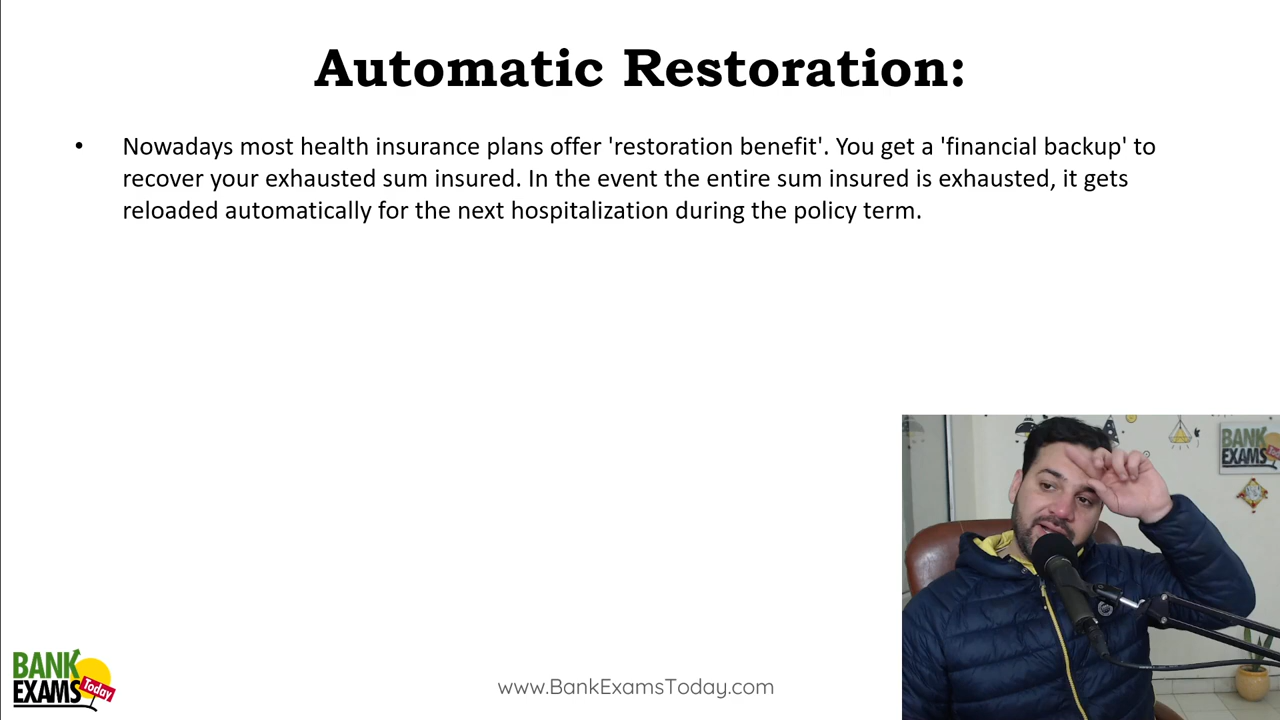 Automatic Restoration:
• Nowadays most health insurance plans offer 'restoration benefit'. You get a 'financial backup' to
recover your exhausted sum insured. In the event the entire sum insured is exhausted, it gets
reloaded automatically for the next hospitalization during the policy term.
BANK
EXAMS
BANK
EXAMS
Today
www.BankExamsToday.com